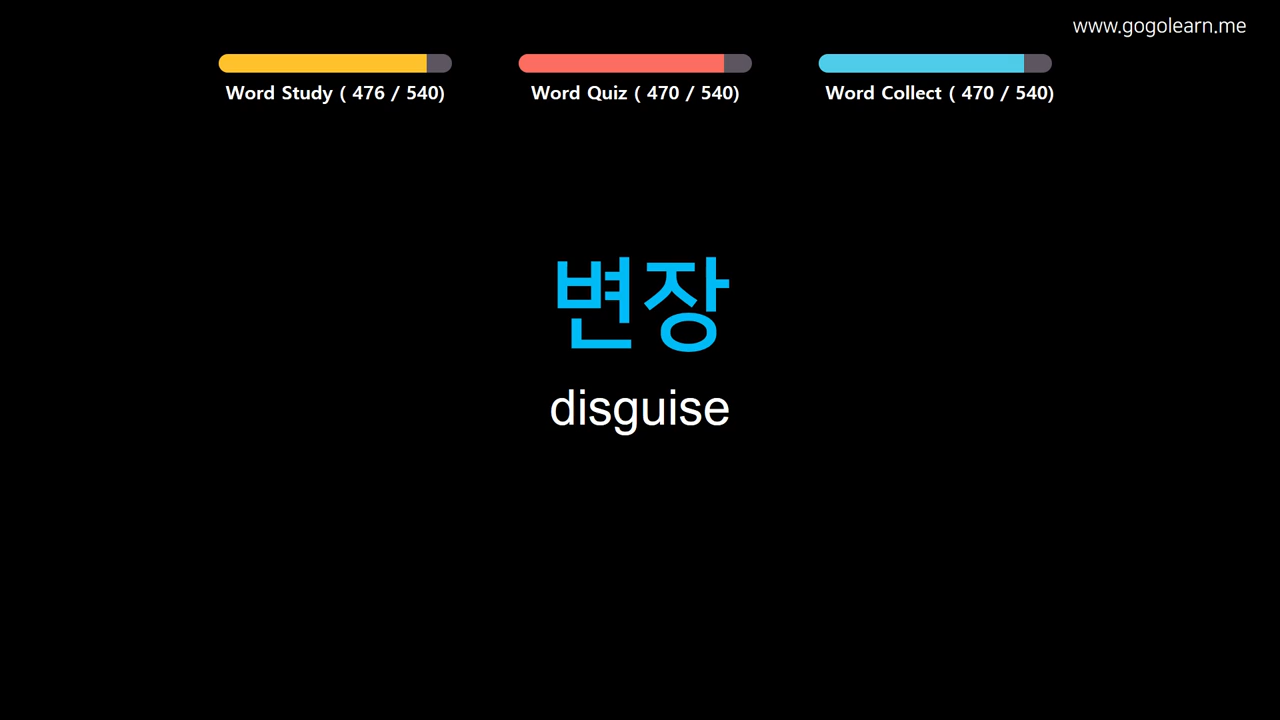 www.gogolearn.me
Word Study ( 476 / 540)
Word Quiz ( 470 / 540)
Word Collect ( 470 / 540)
변장
disguise